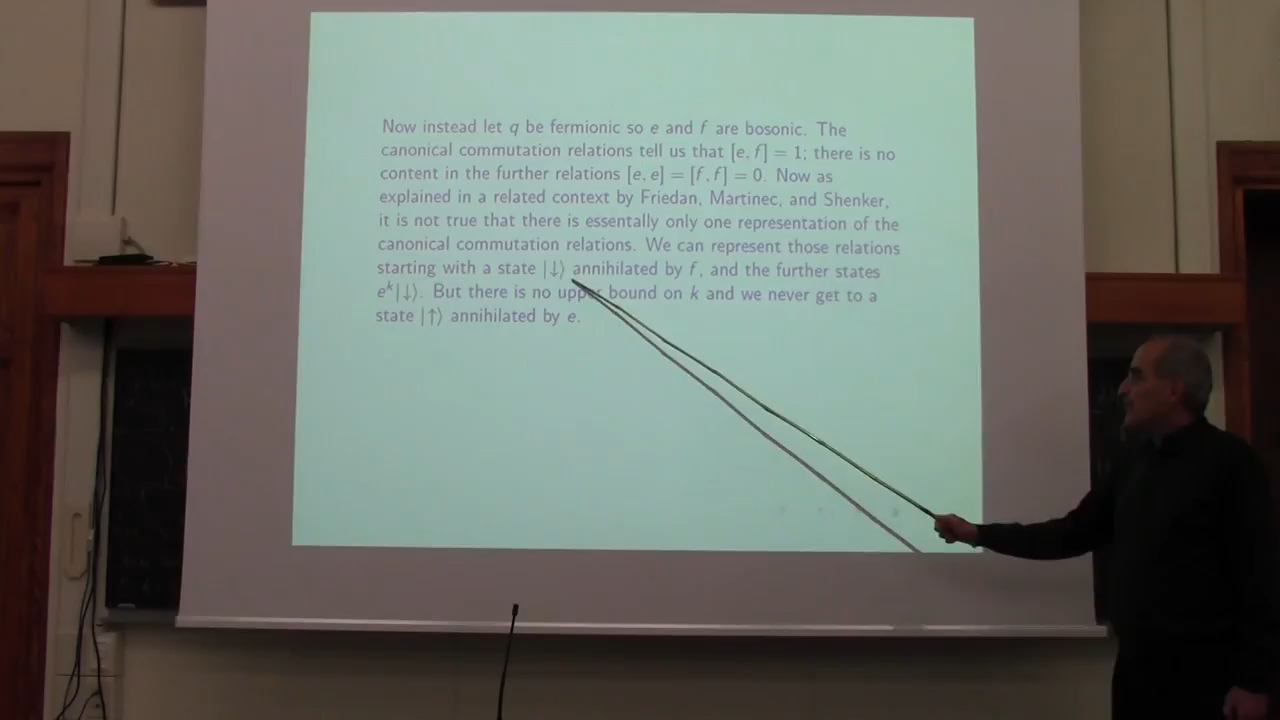 Now instead let q be fermionic so e and f are bosonic. The
canonical commutation relations tell us that [e, f] = 1; there is no
content in the further relations [e, e] = [f, f] = 0. Now as
explained in a related context by Friedan, Martinec, and Shenker,
it is not true that there is essentally only one representation of the
canonical commutation relations. We can represent those relations
starting with a state |↓⟩ annihilated by f, and the further states
e^k|↓⟩. But there is no upper bound on k and we never get to a
state |↑⟩ annihilated by e.